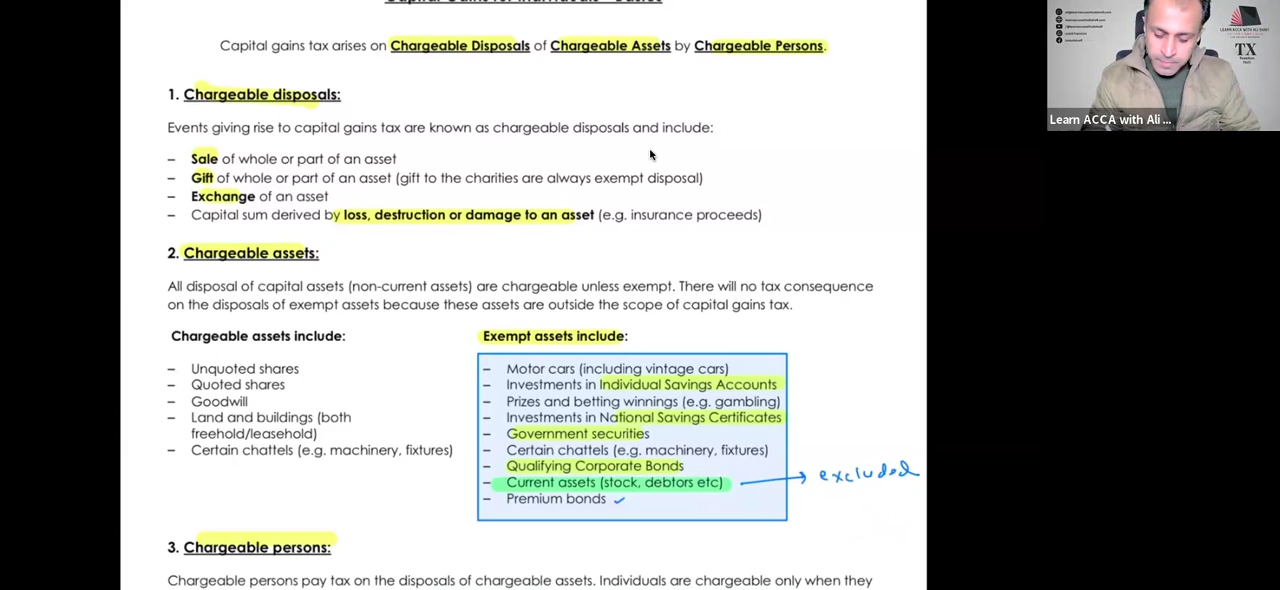 Capital gains tax arises on Chargeable Disposals of Chargeable Assets by Chargeable Persons.
1. Chargeable disposals:
Events giving rise to capital gains tax are known as chargeable disposals and include:
– Sale of whole or part of an asset
– Gift of whole or part of an asset (gift to the charities are always exempt disposal)
– Exchange of an asset
– Capital sum derived by loss, destruction or damage to an asset (e.g. insurance proceeds)
2. Chargeable assets:
All disposal of capital assets (non-current assets) are chargeable unless exempt. There will no tax consequence
on the disposals of exempt assets because these assets are outside the scope of capital gains tax.
Chargeable assets include:
– Unquoted shares
– Quoted shares
– Goodwill
– Land and buildings (both
freehold/leasehold)
– Certain chattels (e.g. machinery, fixtures)
Exempt assets include:
– Motor cars (including vintage cars)
– Investments in Individual Savings Accounts
– Prizes and betting winnings (e.g. gambling)
– Investments in National Savings Certificates
– Government securities
– Certain chattels (e.g. machinery, fixtures)
– Qualifying Corporate Bonds
– Current assets (stock, debtors etc)
excluded
– Premium bonds
3. Chargeable persons:
Chargeable persons pay tax on the disposals of chargeable assets. Individuals are chargeable only when they
TX
Learn ACCA with Ali ...